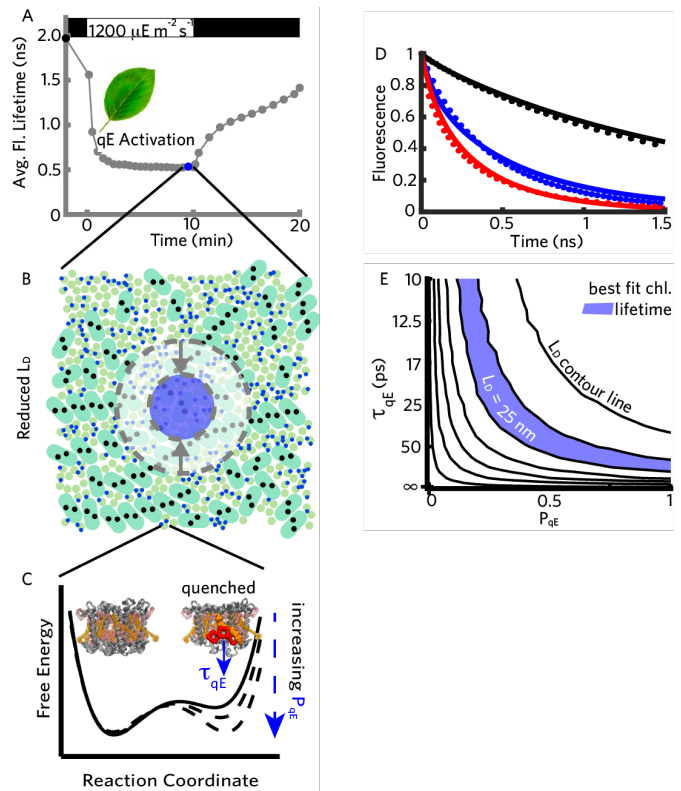 A
1200 µE m⁻² s⁻¹
2.0
1.5
1.0
0.5
0
Avg. Fl. Lifetime (ns)
qE Activation
0
10
20
Time (min)
B
Reduced L_D
C
quenched
τ_qE
increasing P_qE
Free Energy
Reaction Coordinate
D
1
0.8
0.6
0.4
0.2
0
Fluorescence
0
0.5
1
1.5
Time (ns)
E
10
12.5
17
25
50
∞
τ_qE (ps)
best fit chl.
lifetime
L_D contour line
L_D = 25 nm
0
0.5
1
P_qE